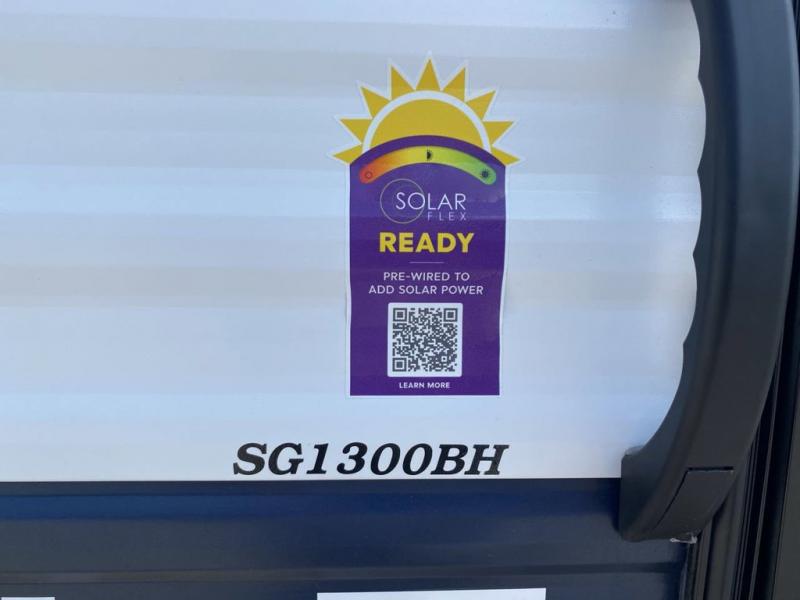 SOLAR
FLEX
READY
PRE-WIRED TO
ADD SOLAR POWER
LEARN MORE
SG1300BH